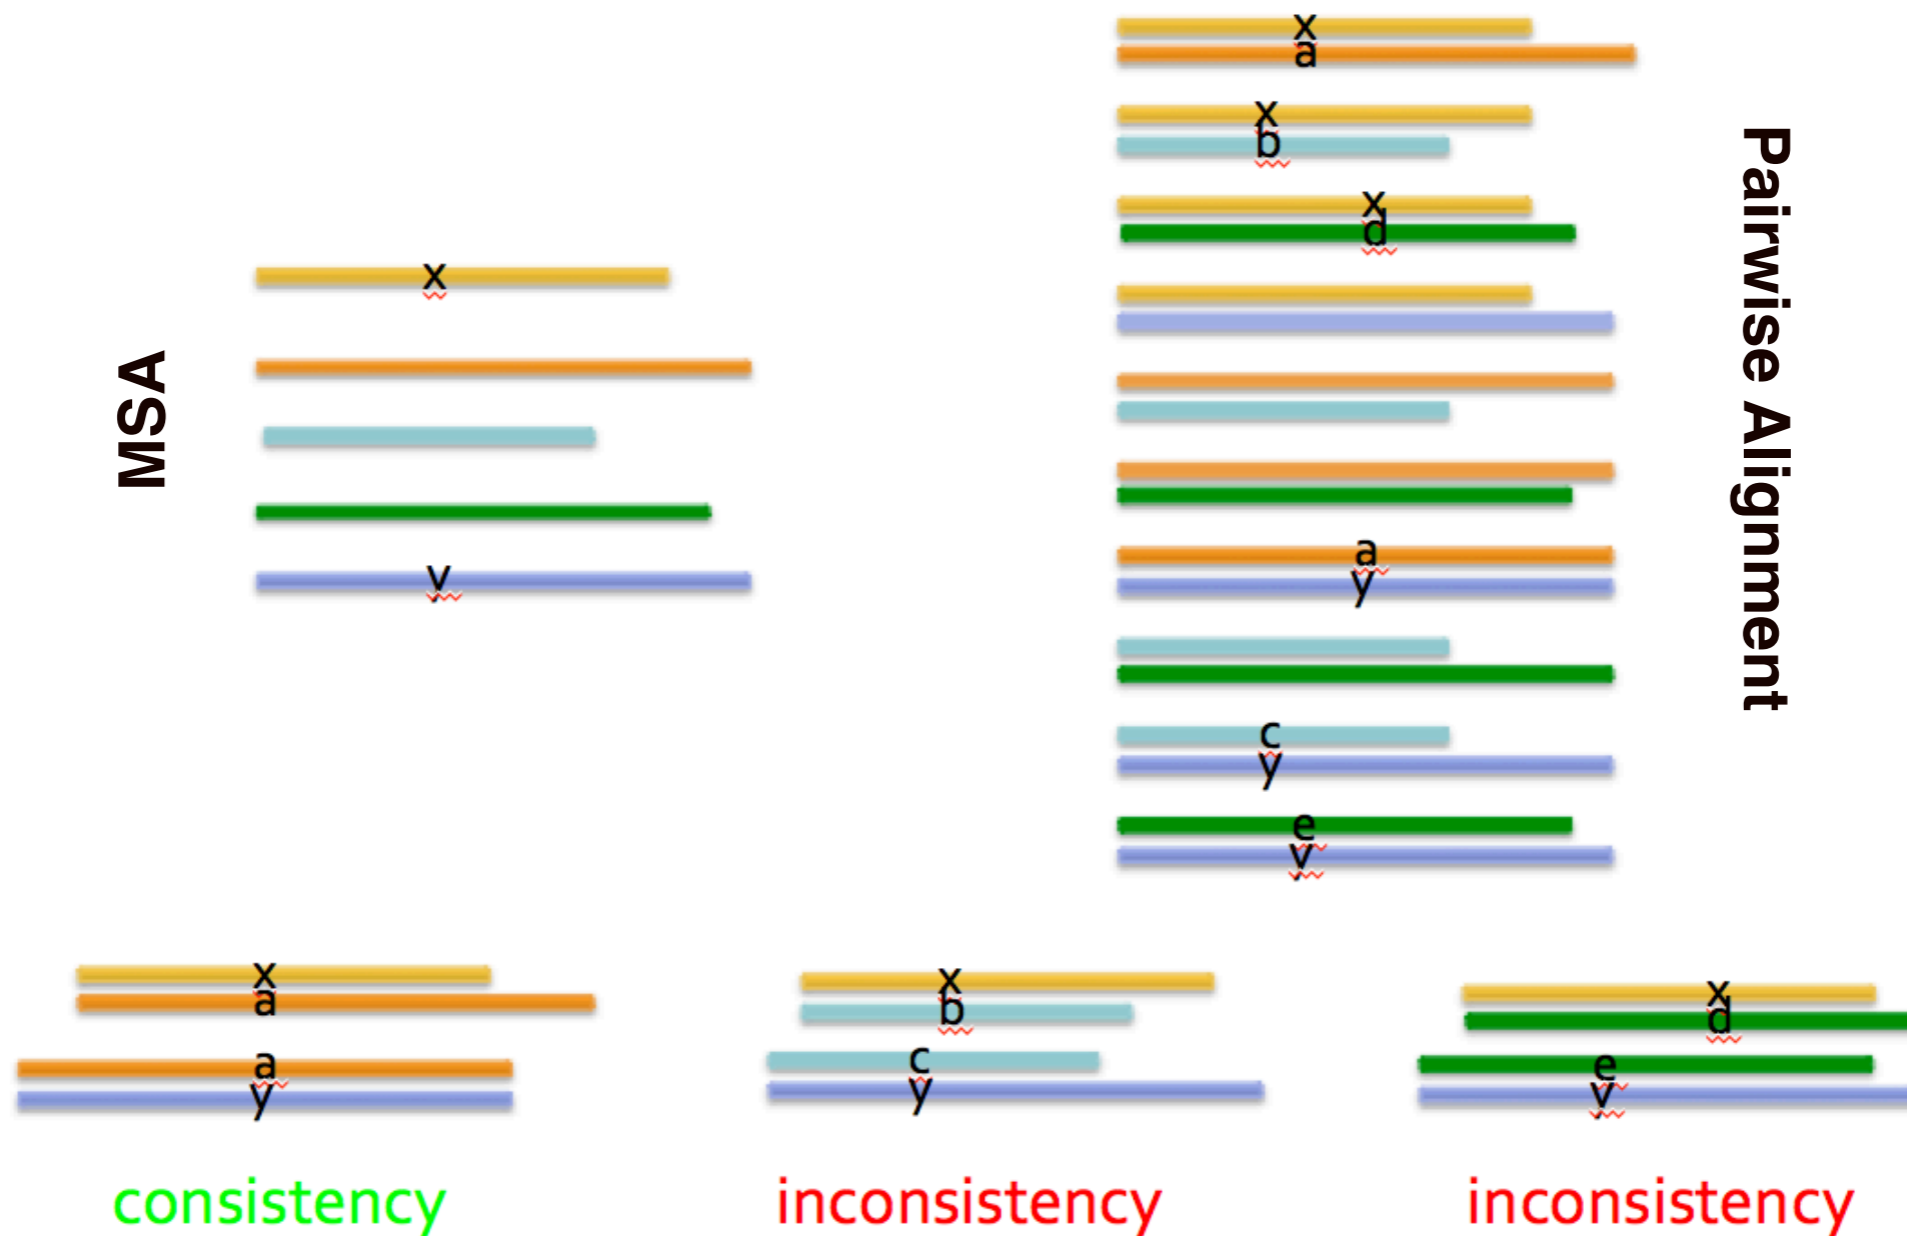 MSA
x
y
Pairwise Alignment
x
a
x
b
x
d
a
y
c
y
e
y
x
a
a
y
consistency
x
b
c
y
inconsistency
x
d
e
y
inconsistency